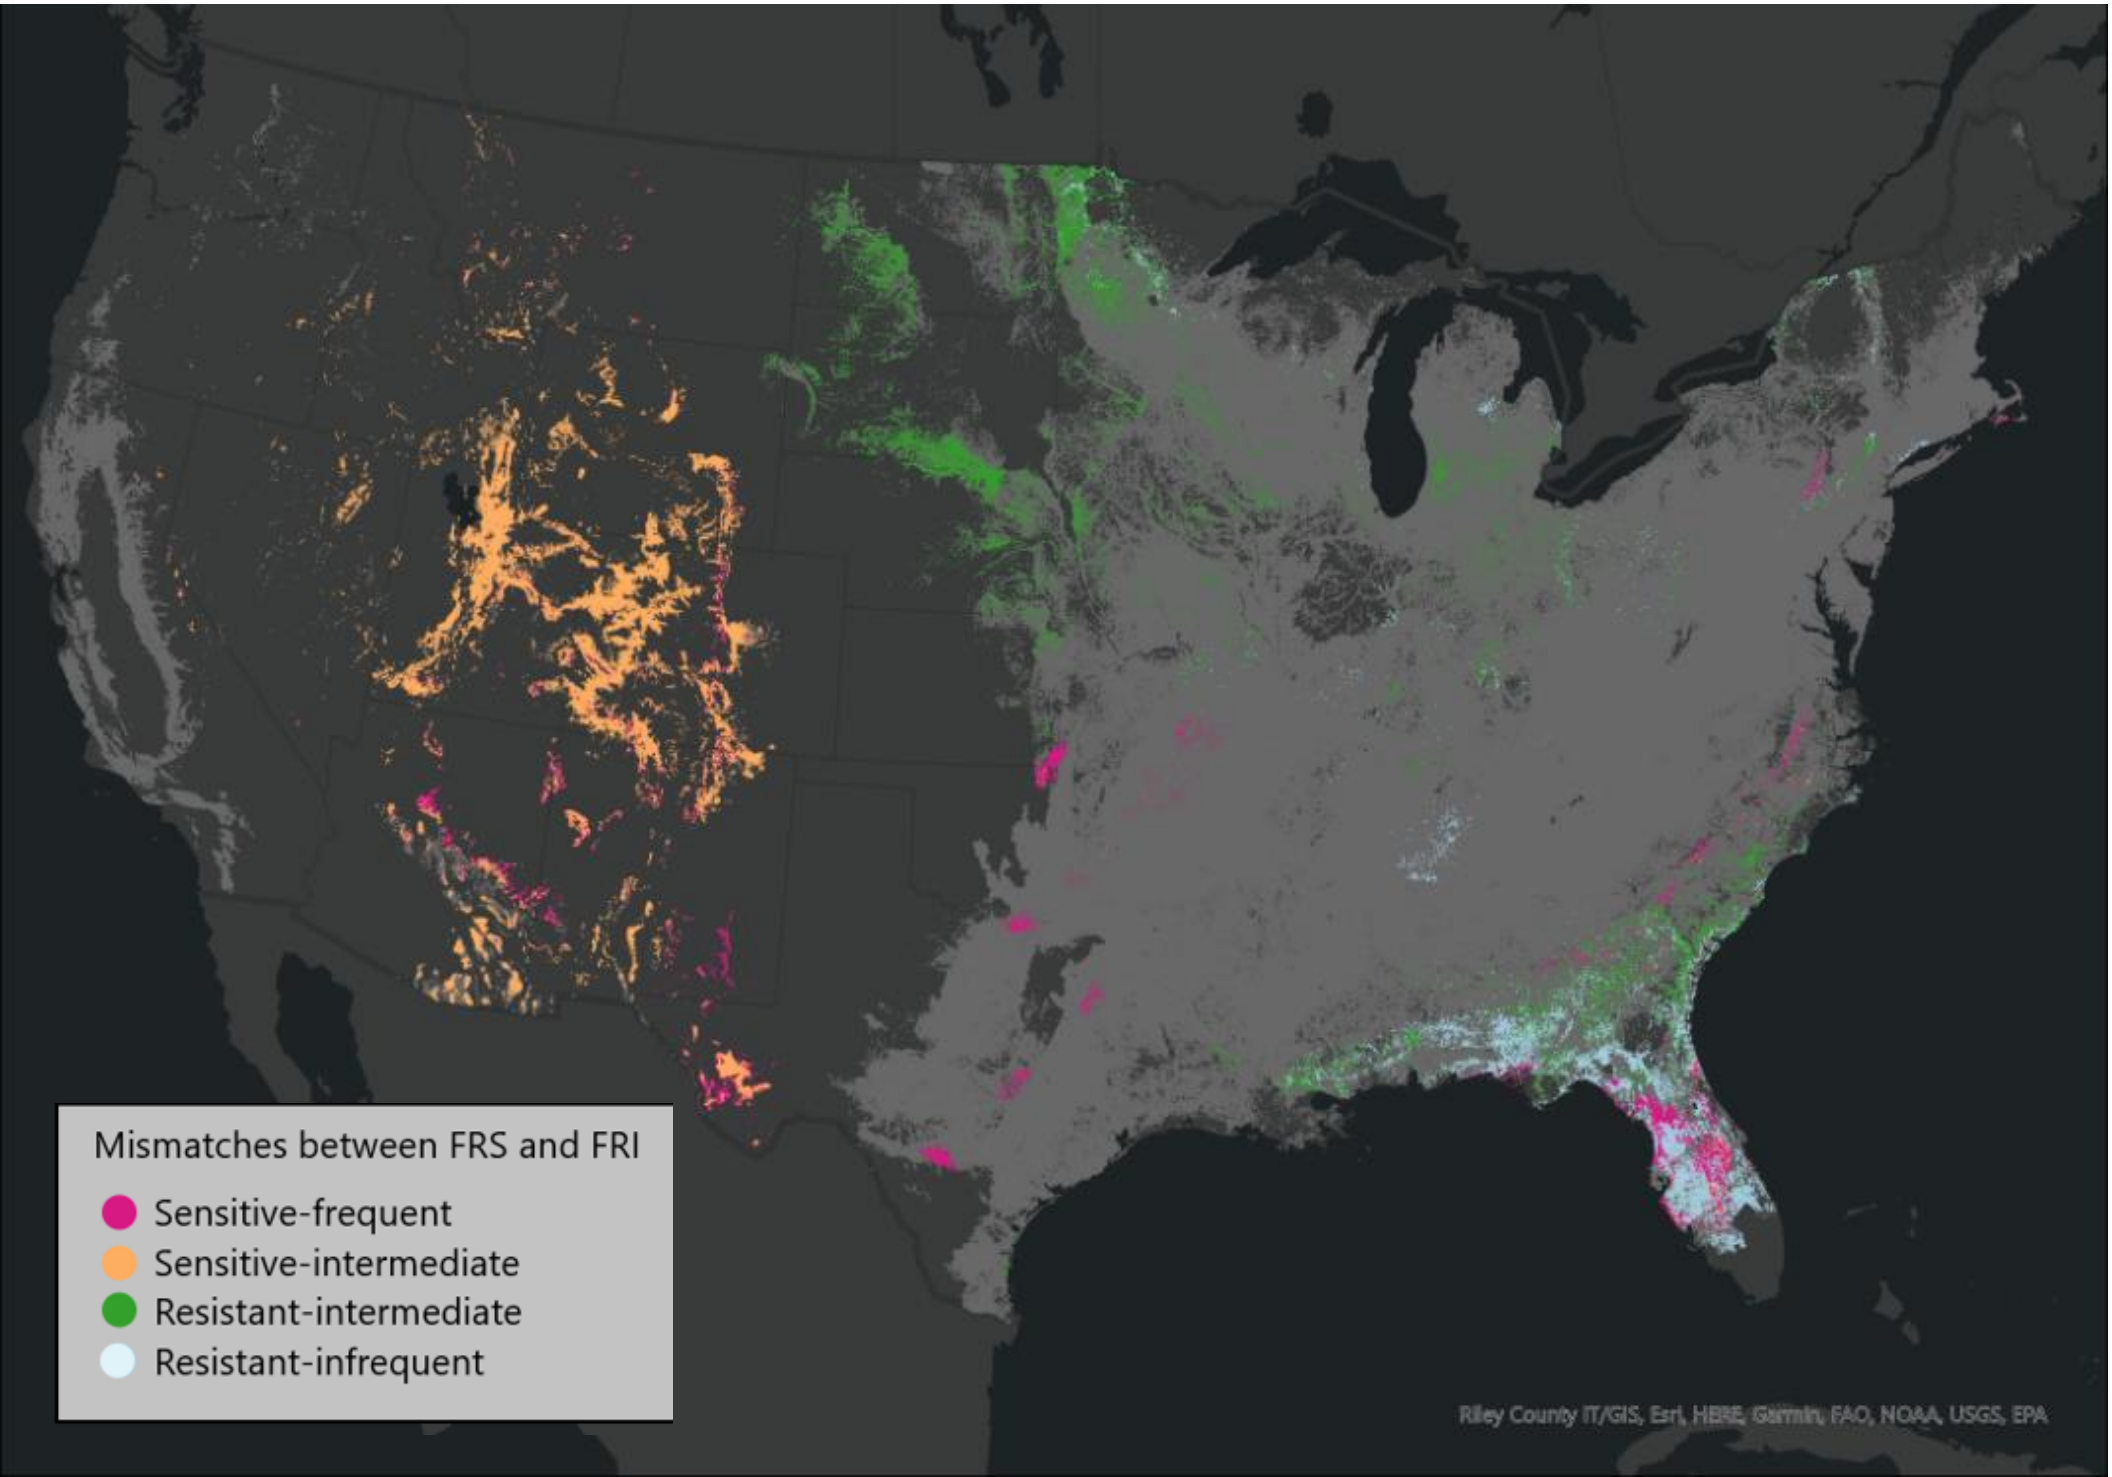 Mismatches between FRS and FRI
Sensitive-frequent
Sensitive-intermediate
Resistant-intermediate
Resistant-infrequent
Riley County IT/GIS, Esri, HERE, Garmin, FAO, NOAA, USGS, EPA